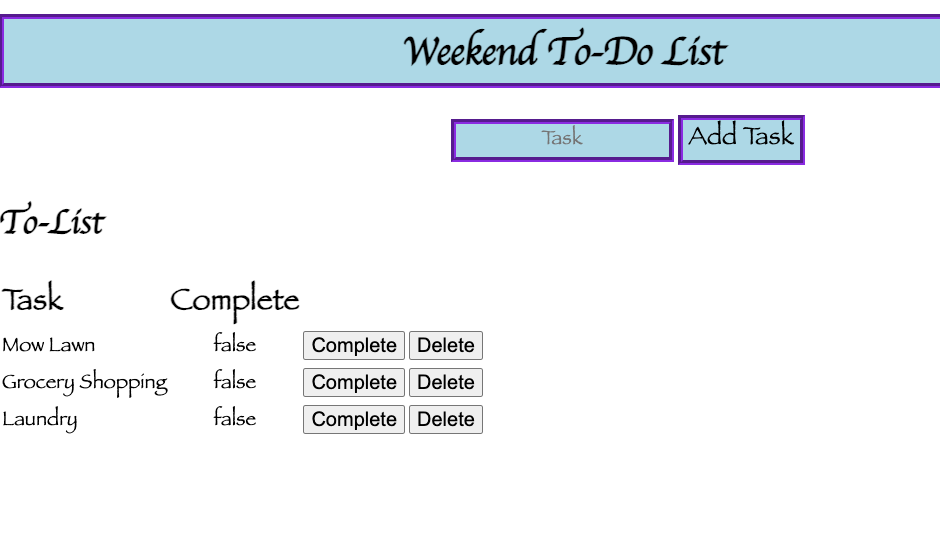 Weekend To-Do List
Task Add Task
To-List
Task Complete
Mow Lawn false Complete Delete
Grocery Shopping false Complete Delete
Laundry false Complete Delete